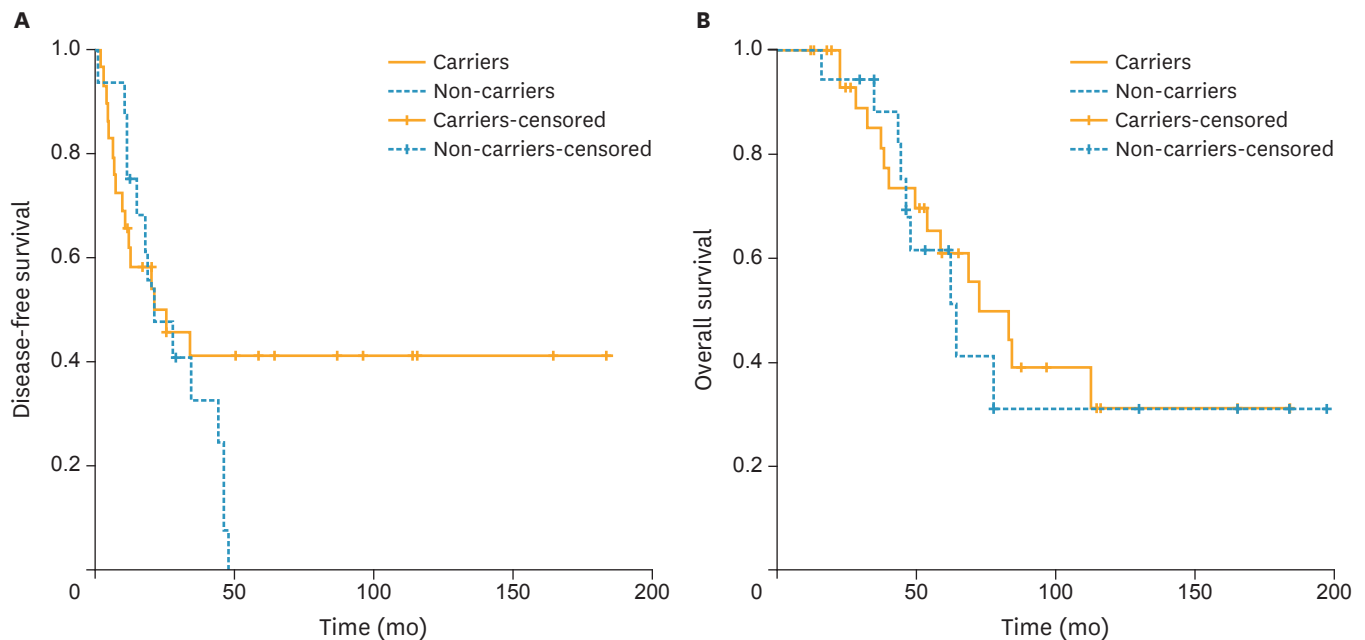 A
1.0
0.8
0.6
0.4
0.2
0
50
100
150
200
Disease-free survival
Time (mo)
Carriers
Non-carriers
Carriers-censored
Non-carriers-censored
B
1.0
0.8
0.6
0.4
0.2
0
50
100
150
200
Overall survival
Time (mo)
Carriers
Non-carriers
Carriers-censored
Non-carriers-censored